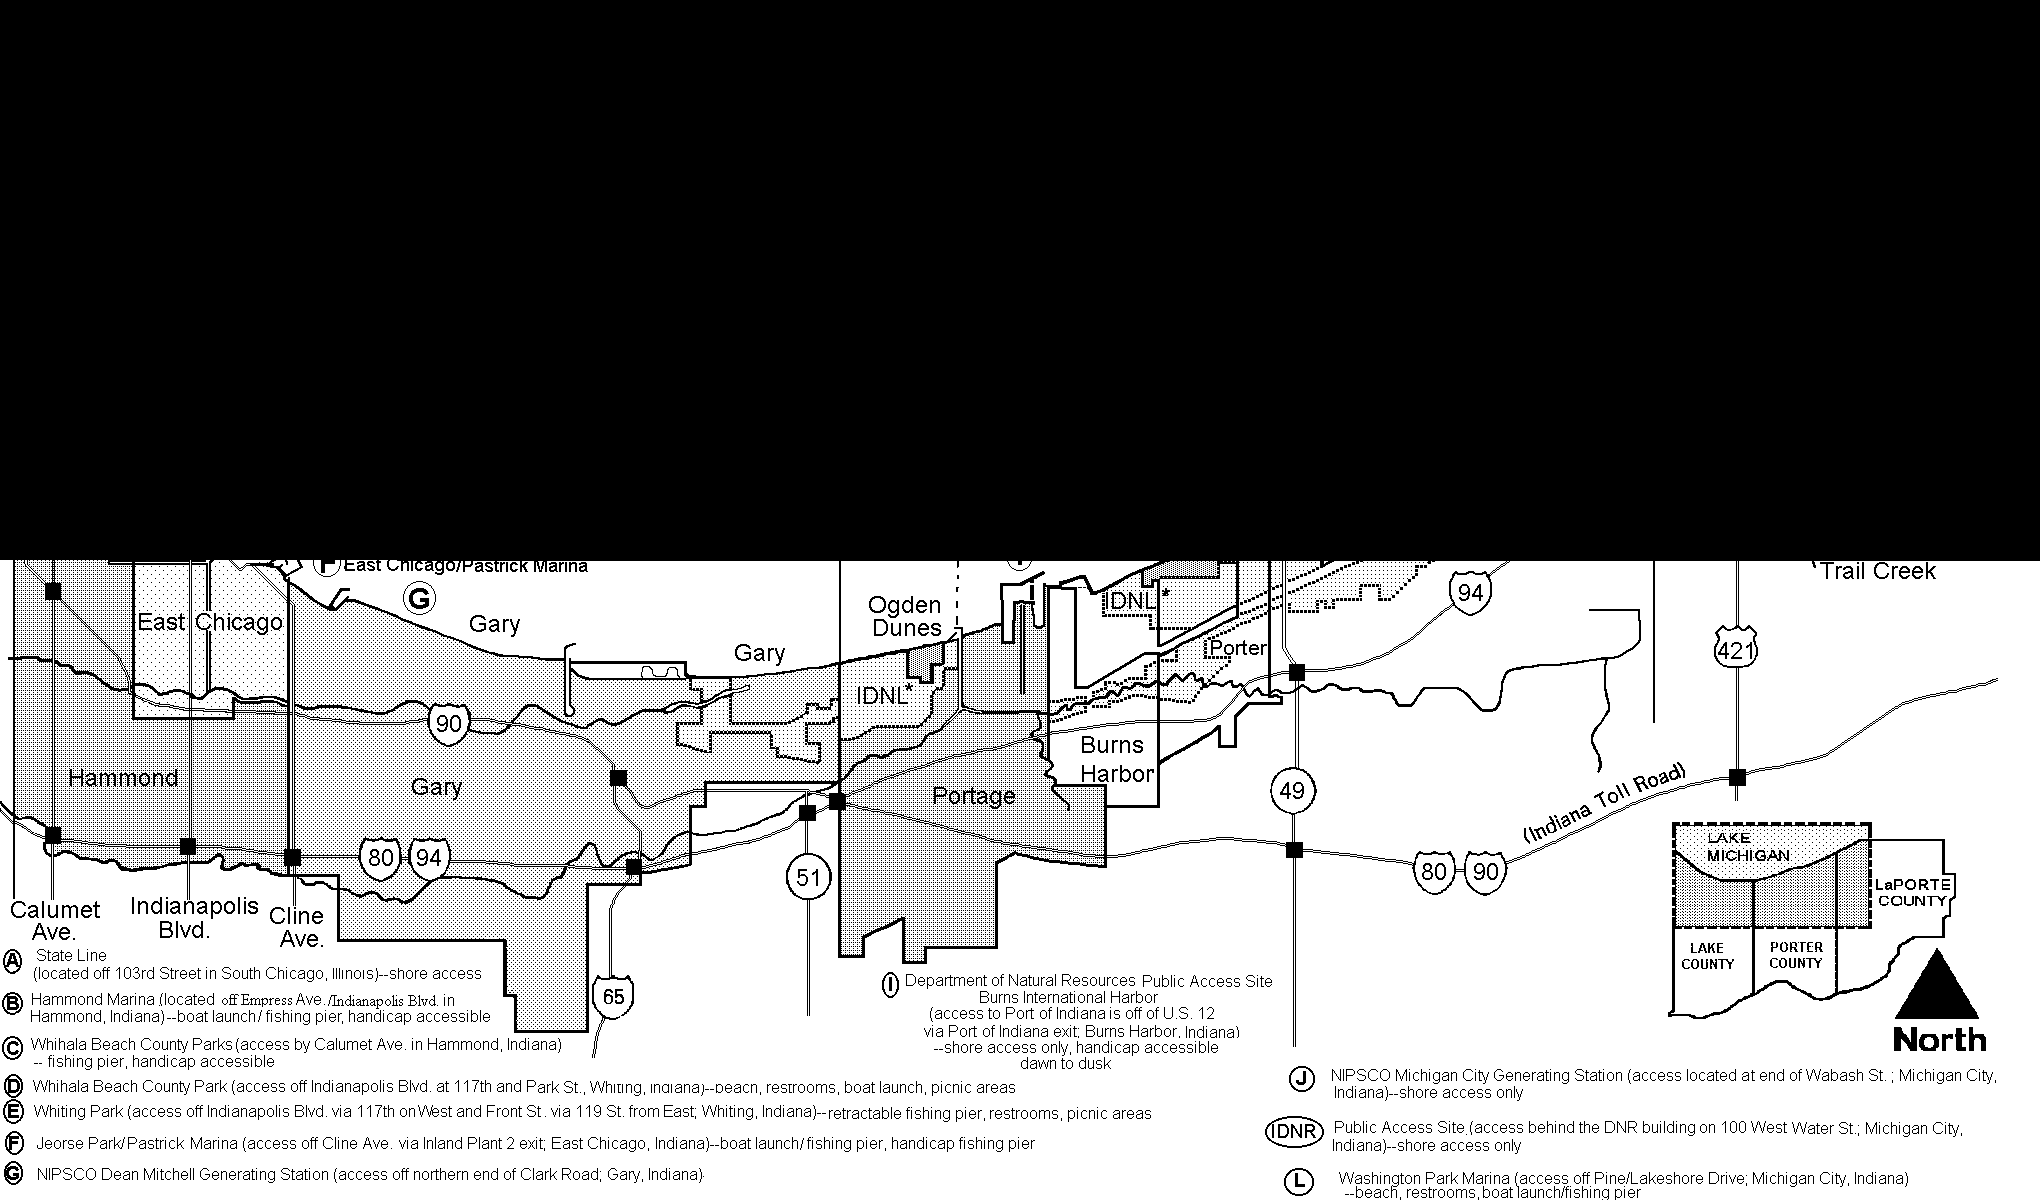 F East Chicago/Pastrick Marina
G
Trail Creek
94
IDNL*
Ogden
Dunes
East Chicago
Gary
Gary
Porter
421
IDNL*
90
Burns
Harbor
Hammond
Gary
Portage
49
(Indiana Toll Road)
80 94
51
80 90
LAKE
MICHIGAN
LaPORTE
COUNTY
LAKE
COUNTY
PORTER
COUNTY
North
Calumet
Ave.
Indianapolis
Blvd.
Cline
Ave.
65
A State Line
(located off 103rd Street in South Chicago, Illinois)--shore access
B Hammond Marina (located off Empress Ave./Indianapolis Blvd. in
Hammond, Indiana)--boat launch/ fishing pier, handicap accessible
C Whihala Beach County Parks (access by Calumet Ave. in Hammond, Indiana)
-- fishing pier, handicap accessible
D Whihala Beach County Park (access off Indianapolis Blvd. at 117th and Park St., Whiting, Indiana)--beach, restrooms, boat launch, picnic areas
E Whiting Park (access off Indianapolis Blvd. via 117th on West and Front St. via 119 St. from East; Whiting, Indiana)--retractable fishing pier, restrooms, picnic areas
F Jeorse Park/Pastrick Marina (access off Cline Ave. via Inland Plant 2 exit; East Chicago, Indiana)--boat launch/fishing pier, handicap fishing pier
G NIPSCO Dean Mitchell Generating Station (access off northern end of Clark Road; Gary, Indiana)
I Department of Natural Resources Public Access Site
Burns International Harbor
(access to Port of Indiana is off of U.S. 12
via Port of Indiana exit; Burns Harbor, Indiana)
--shore access only, handicap accessible
dawn to dusk
J NIPSCO Michigan City Generating Station (access located at end of Wabash St. ; Michigan City,
Indiana)--shore access only
IDNR Public Access Site (access behind the DNR building on 100 West Water St.; Michigan City,
Indiana)--shore access only
L Washington Park Marina (access off Pine/Lakeshore Drive; Michigan City, Indiana)
--beach, restrooms, boat launch/fishing pier